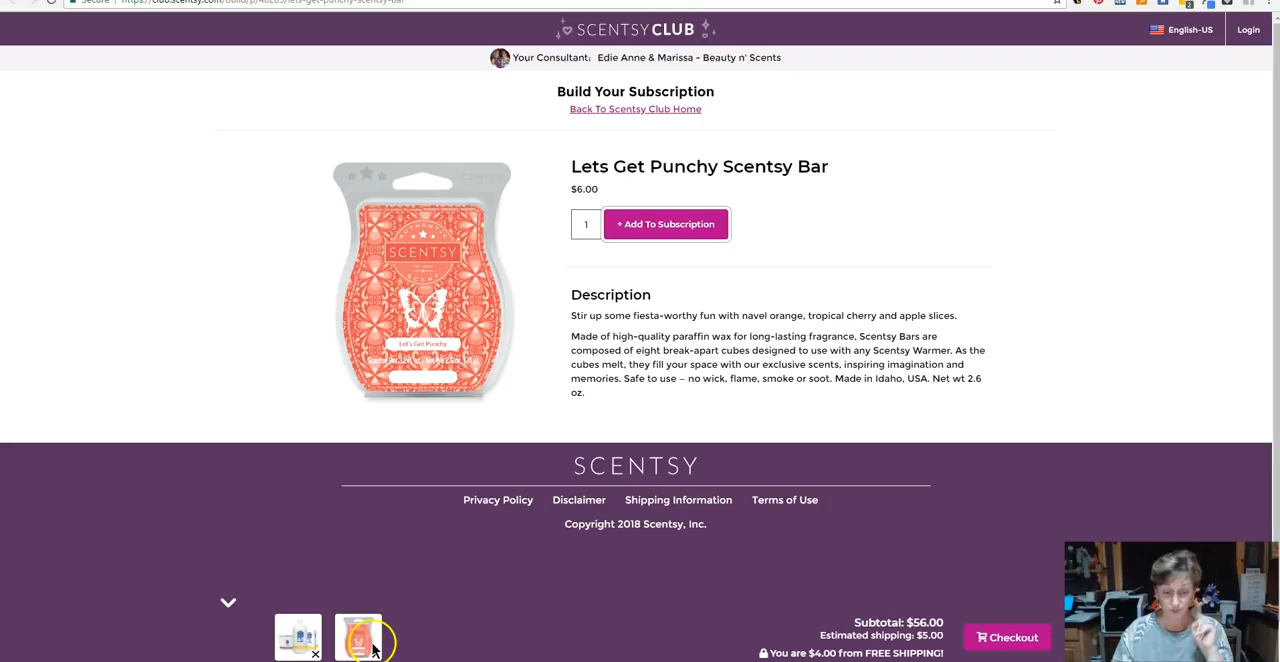 Secure https://club.scentsy.com/Build/p/40269/lets-get-punchy-scentsy-bar
SCENTSYCLUB
English-US
Login
Your Consultant: Edie Anne & Marissa - Beauty n' Scents
Build Your Subscription
Back To Scentsy Club Home
Lets Get Punchy Scentsy Bar
$6.00
1
+ Add To Subscription
AUTHENTIC
SCENTSY
SCENT
Let's Get Punchy
Description
Stir up some fiesta-worthy fun with navel orange, tropical cherry and apple slices.
Made of high-quality paraffin wax for long-lasting fragrance, Scentsy Bars are
composed of eight break-apart cubes designed to use with any Scentsy Warmer. As the
cubes melt, they fill your space with our exclusive scents, inspiring imagination and
memories. Safe to use – no wick, flame, smoke or soot. Made in Idaho, USA. Net wt 2.6
oz.
SCENTSY
Privacy Policy
Disclaimer
Shipping Information
Terms of Use
Copyright 2018 Scentsy, Inc.
Subtotal: $56.00
Estimated shipping: $5.00
You are $4.00 from FREE SHIPPING!
Checkout